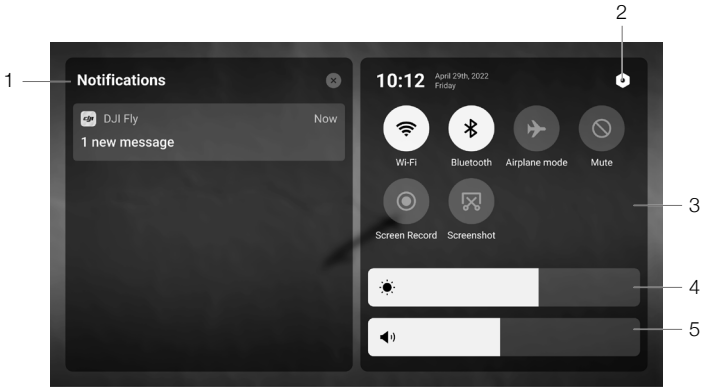 2
1
Notifications
dji DJI Fly Now
1 new message
10:12 April 29th, 2022
Friday
Wi-Fi Bluetooth Airplane mode Mute
3
Screen Record Screenshot
4
5